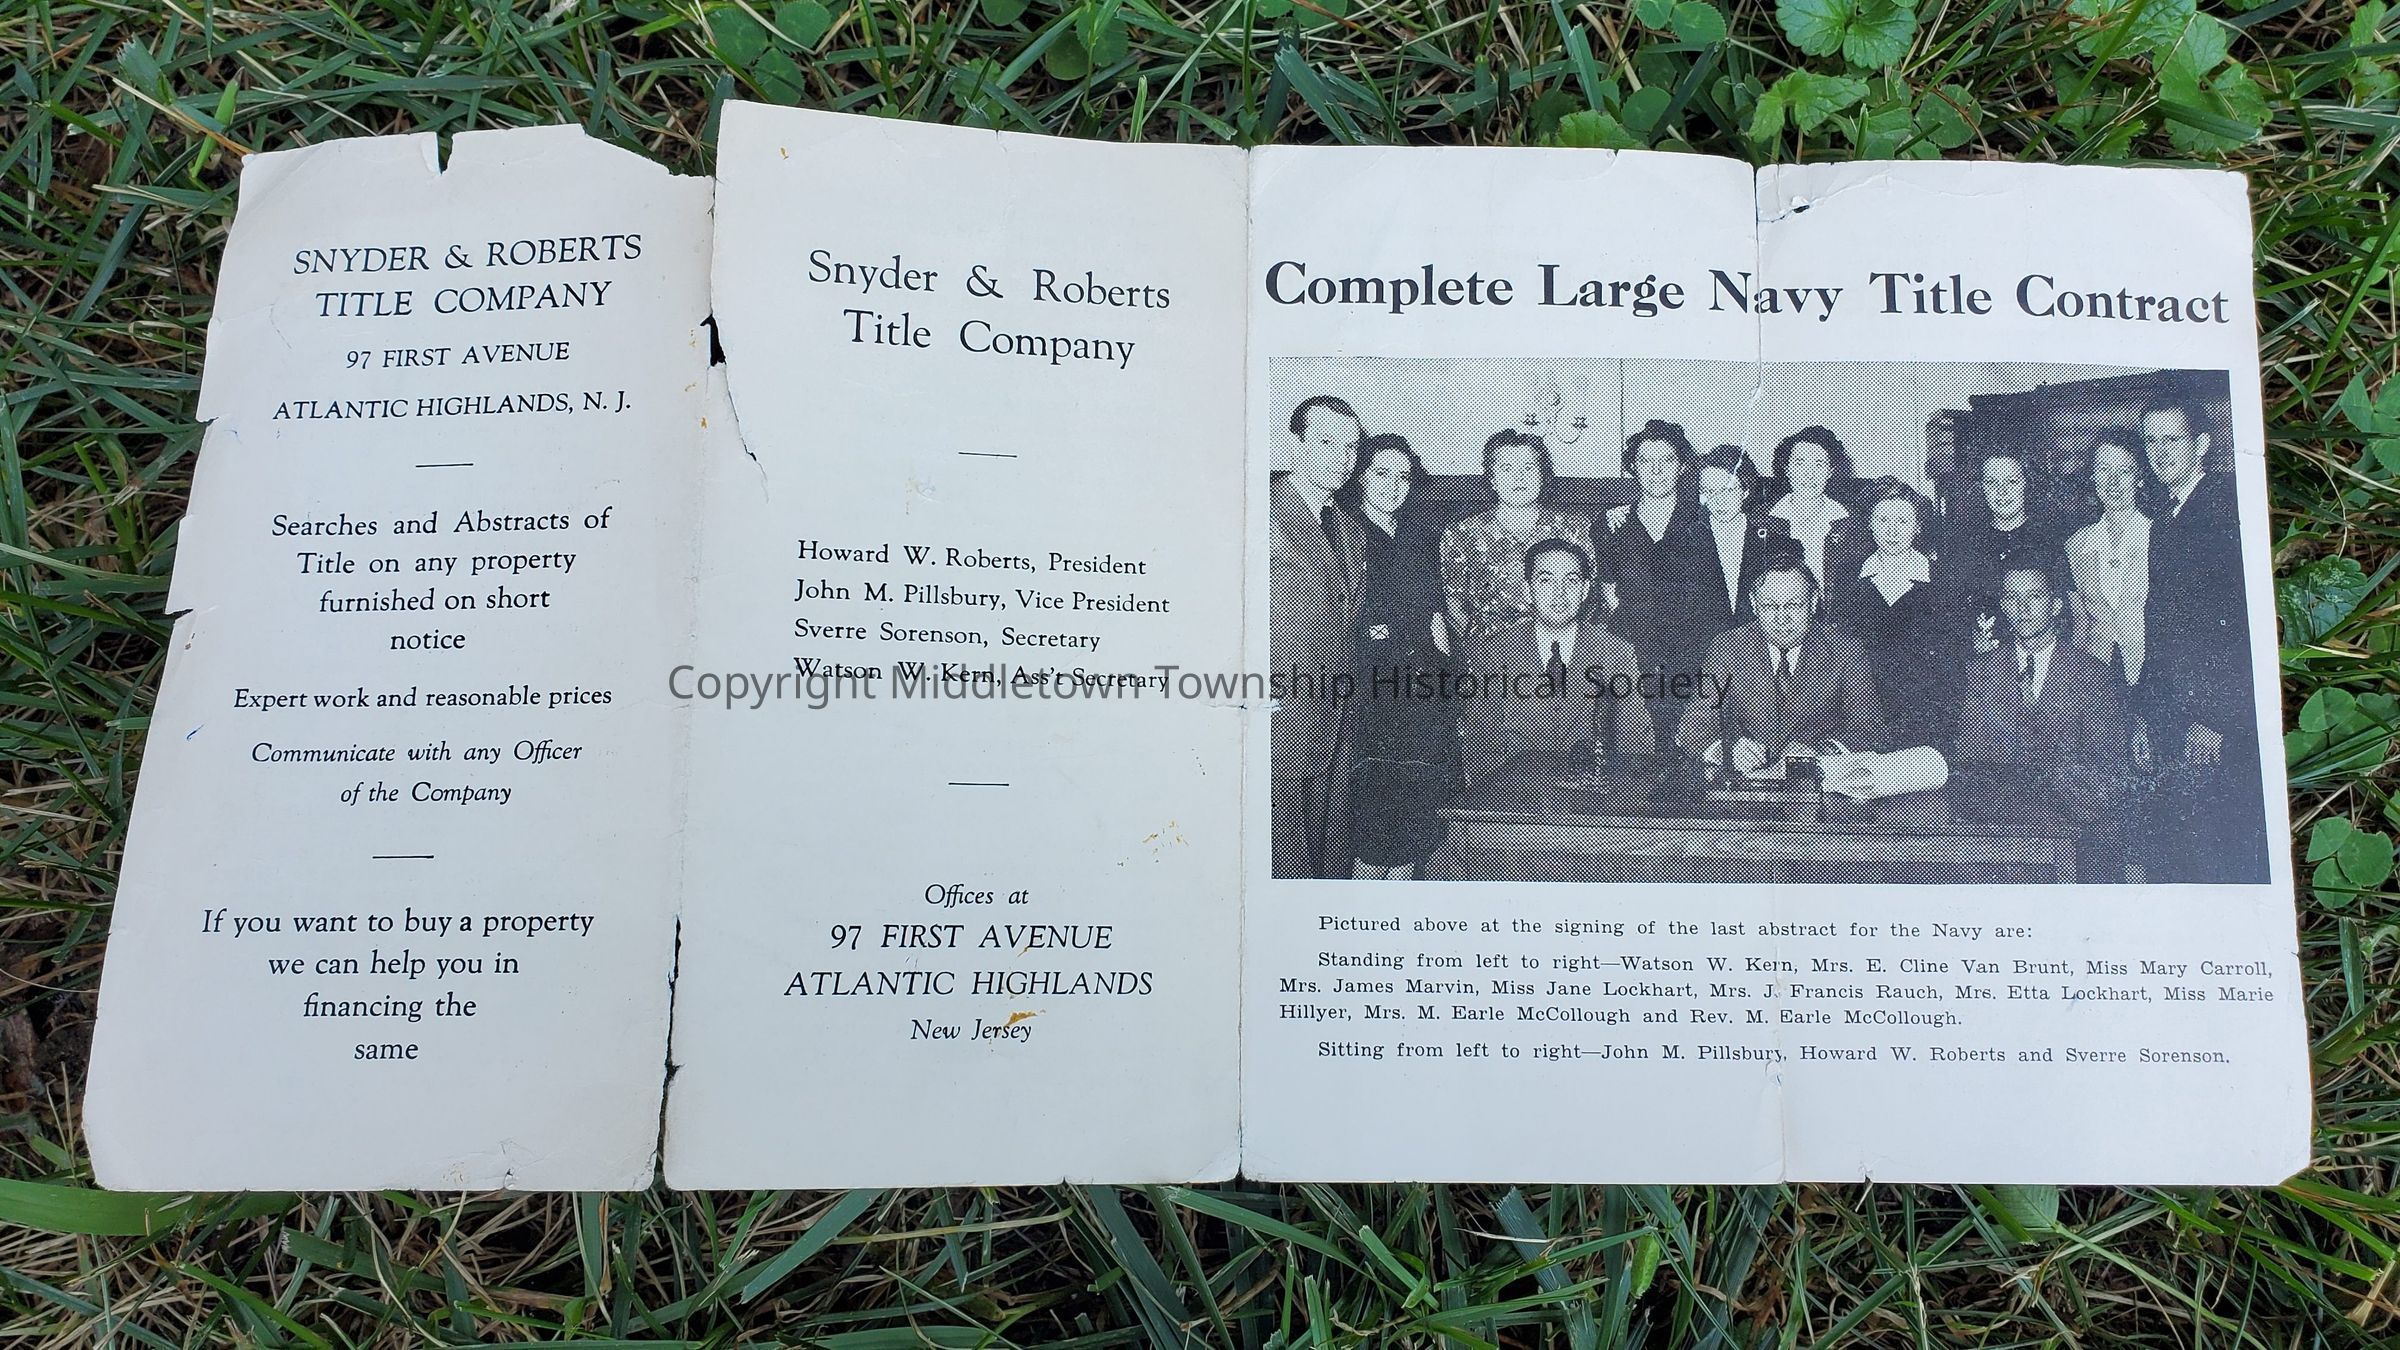 SNYDER & ROBERTS
TITLE COMPANY
97 FIRST AVENUE
ATLANTIC HIGHLANDS, N. J.
Searches and Abstracts of
Title on any property
furnished on short
notice
Expert work and reasonable prices
Communicate with any Officer
of the Company
If you want to buy a property
we can help you in
financing the
same
Snyder & Roberts
Title Company
Howard W. Roberts, President
John M. Pillsbury, Vice President
Sverre Sorenson, Secretary
Watson W. Kern, Ass't Secretary
Offices at
97 FIRST AVENUE
ATLANTIC HIGHLANDS
New Jersey
Complete Large Navy Title Contract
Pictured above at the signing of the last abstract for the Navy are:
Standing from left to right—Watson W. Kern, Mrs. E. Cline Van Brunt, Miss Mary Carroll,
Mrs. James Marvin, Miss Jane Lockhart, Mrs. J. Francis Rauch, Mrs. Etta Lockhart, Miss Marie
Hillyer, Mrs. M. Earle McCollough and Rev. M. Earle McCollough.
Sitting from left to right—John M. Pillsbury, Howard W. Roberts and Sverre Sorenson.
Copyright Middletown Township Historical Society